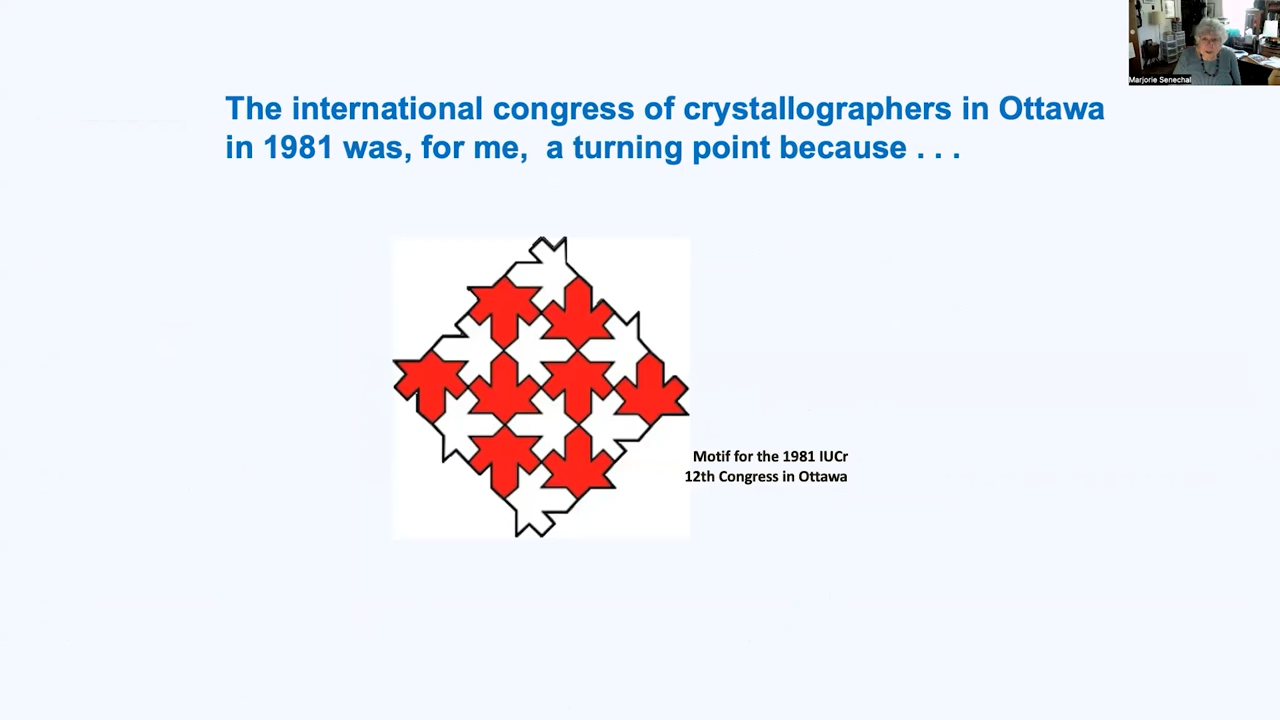 Marjorie Senechal
The international congress of crystallographers in Ottawa
in 1981 was, for me, a turning point because . . .
Motif for the 1981 IUCr
12th Congress in Ottawa